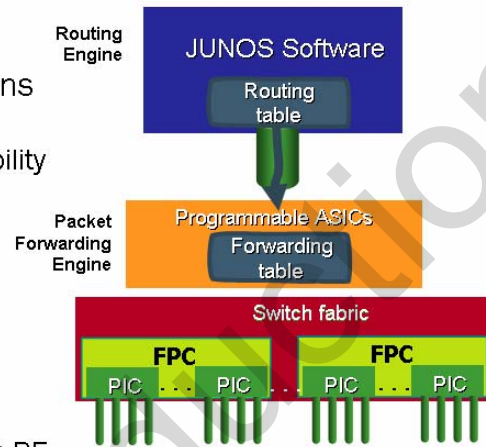 Routing
Engine
JUNOS Software
Routing
table
ns
bility
Packet
Forwarding
Engine
Programmable ASICs
Forwarding
table
Switch fabric
FPC
FPC
PIC
. . .
PIC
. . .
PIC
. . .
PIC
RE